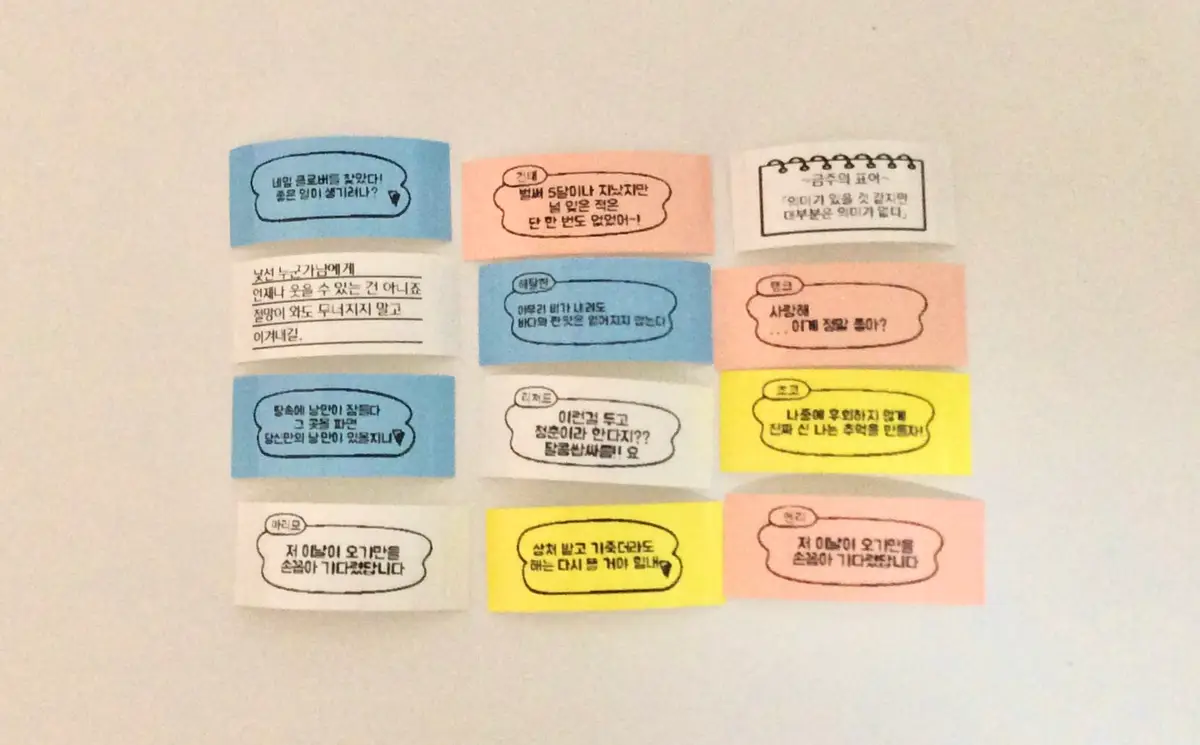 네잎 클로버를 찾았다!
좋은 일이 생기려나?
건태
벌써 5달이나 지났지만
널 잊은 적은
단 한 번도 없었어~!
~금주의 표어~
「의미가 있을 것 같지만
대부분은 의미가 없다」
낯선 누군가남에게
언제나 웃을 수 있는 건 아니죠
절망이 와도 무너지지 말고
이겨내길.
해탈한
아무리 비가 내려도
바다의 짠맛은 없어지지 않는다
탱크
사랑해
...이게 정말 좋아?
땅속에 낭만이 잠든다
그 곳을 파면
당신만의 낭만이 있을지니
리처드
이런걸 두고
청춘이라 한다지??
달콤쌉싸름!! 요
쵸코
나중에 후회하지 않게
진짜 신 나는 추억을 만들자!
마리모
저 이날이 오기만을
손꼽아 기다렸답니다
상처 받고 기죽더라도
해는 다시 뜰 거야 힘내
헨리
저 이날이 오기만을
손꼽아 기다렸답니다